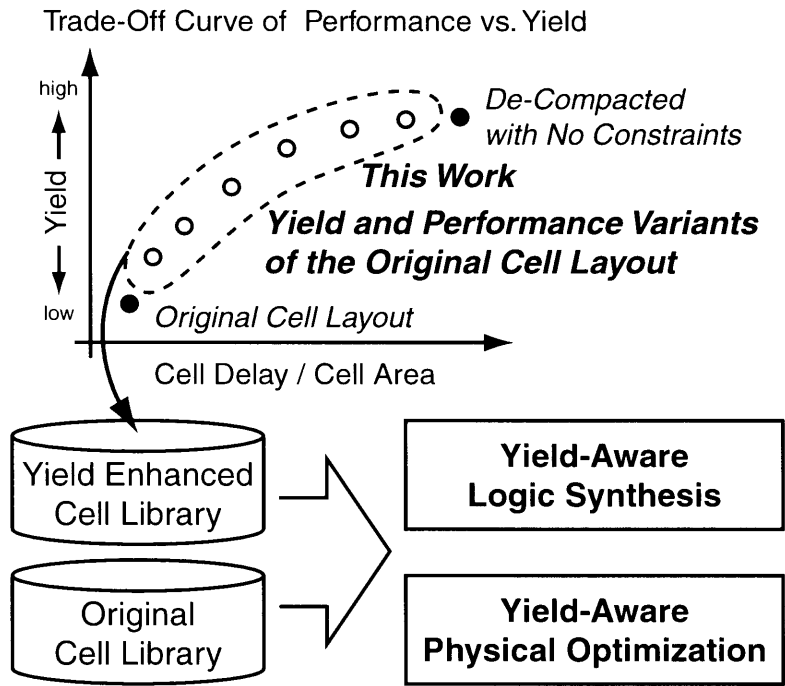 Trade-Off Curve of Performance vs. Yield
high
Yield
low
De-Compacted
with No Constraints
This Work
Yield and Performance Variants
of the Original Cell Layout
Original Cell Layout
Cell Delay / Cell Area
Yield Enhanced
Cell Library
Original
Cell Library
Yield-Aware
Logic Synthesis
Yield-Aware
Physical Optimization